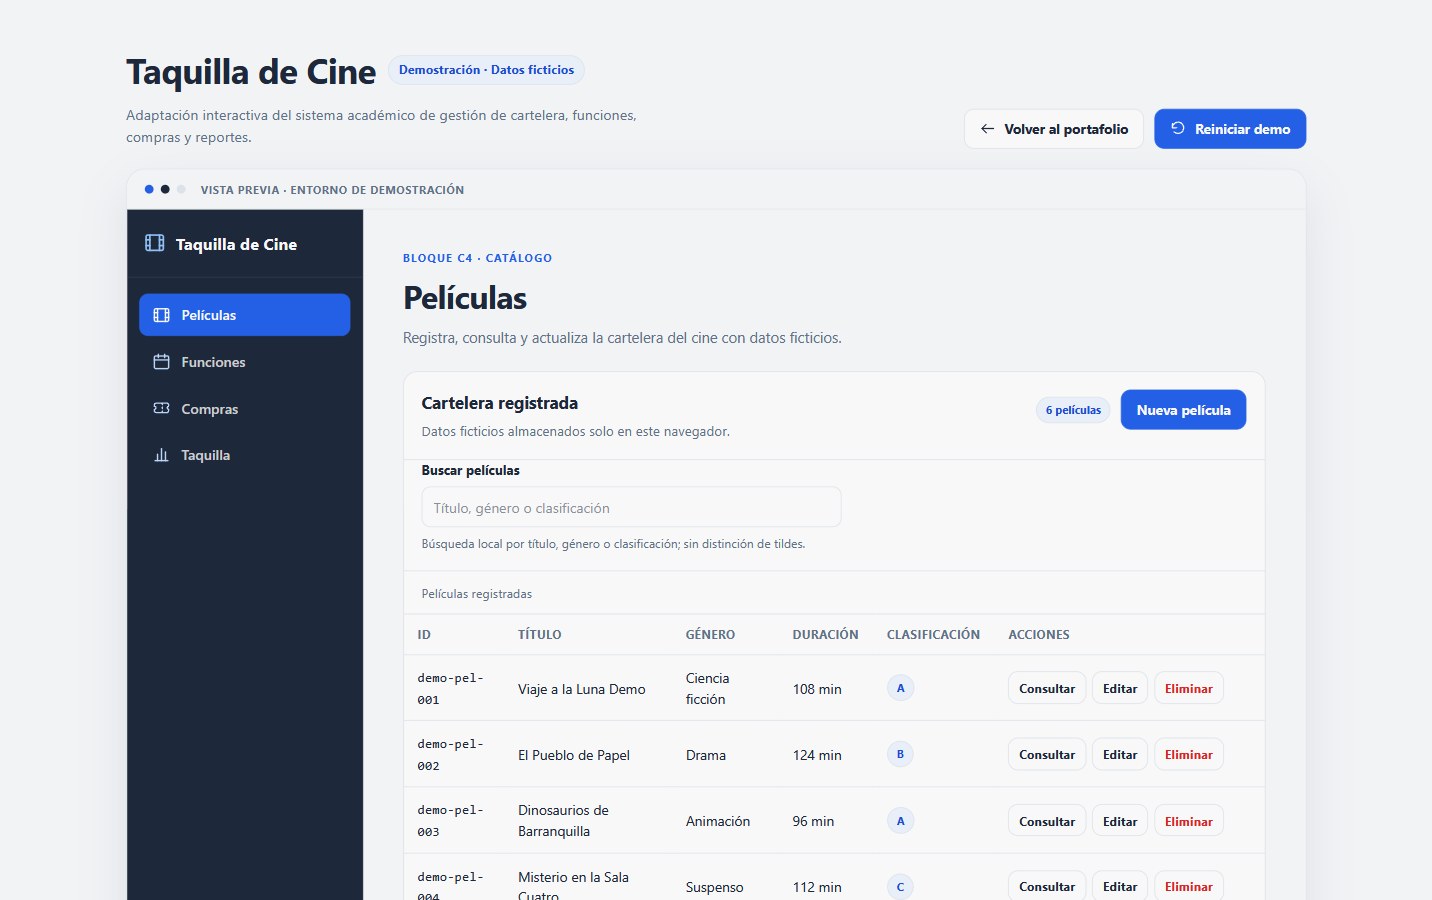 Taquilla de Cine
Demostración · Datos ficticios
Adaptación interactiva del sistema académico de gestión de cartelera, funciones,
compras y reportes.
Volver al portafolio
Reiniciar demo
VISTA PREVIA · ENTORNO DE DEMOSTRACIÓN
Taquilla de Cine
Películas
Funciones
Compras
Taquilla
BLOQUE C4 · CATÁLOGO
Películas
Registra, consulta y actualiza la cartelera del cine con datos ficticios.
Cartelera registrada
Datos ficticios almacenados solo en este navegador.
6 películas
Nueva película
Buscar películas
Título, género o clasificación
Búsqueda local por título, género o clasificación; sin distinción de tildes.
Películas registradas
ID TÍTULO GÉNERO DURACIÓN CLASIFICACIÓN ACCIONES
demo-pel-
001
Viaje a la Luna Demo
Ciencia
ficción
108 min
A
Consultar Editar Eliminar
demo-pel-
002
El Pueblo de Papel
Drama
124 min
B
Consultar Editar Eliminar
demo-pel-
003
Dinosaurios de
Barranquilla
Animación
96 min
A
Consultar Editar Eliminar
demo-pel-
004
Misterio en la Sala
Cuatro
Suspenso
112 min
C
Consultar Editar Eliminar